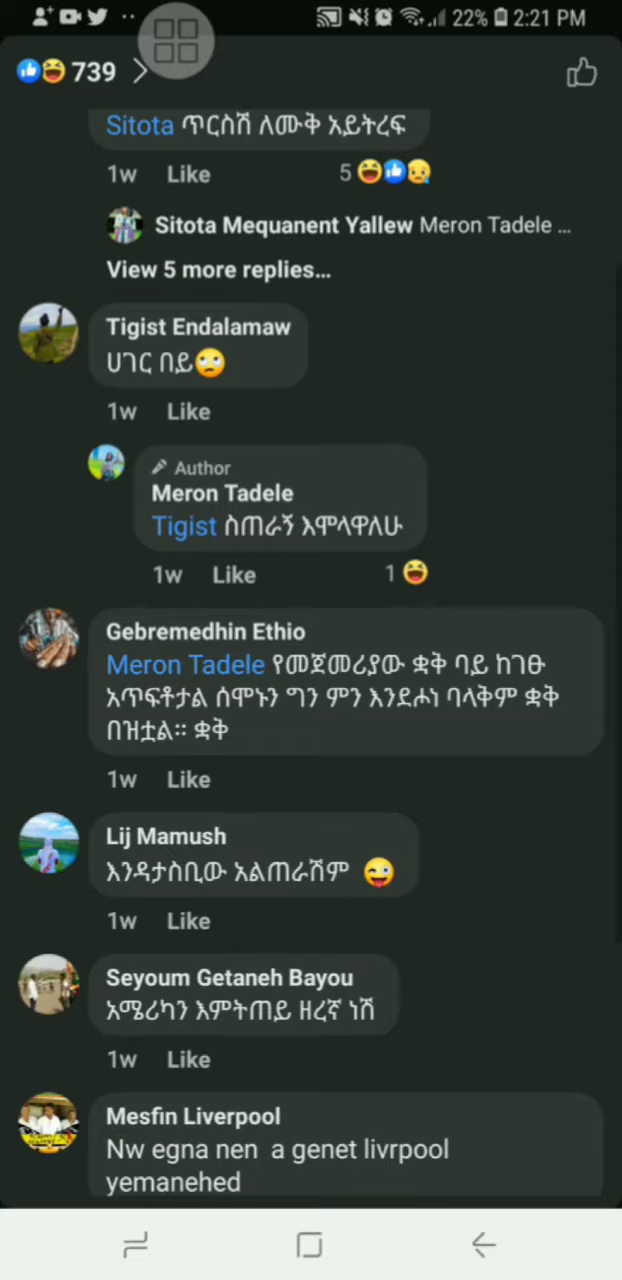 22% 2:21 PM
739
Sitota ጥርስሽ ለሙቅ አይትረፍ
1w Like 5
Sitota Mequanent Yallew Meron Tadele ...
View 5 more replies...
Tigist Endalamaw
ሀገር በይ🙄
1w Like
Author
Meron Tadele
Tigist ስጠራኝ እሞላዋለሁ
1w Like 1
Gebremedhin Ethio
Meron Tadele የመጀመሪያው ቋቅ ባይ ከገፁ
አጥፍቶታል ሰሞኑን ግን ምን እንደሖነ ባላቅም ቋቅ
በዝቷል። ቋቅ
1w Like
Lij Mamush
እንዳታስቢው አልጠራሽም 😜
1w Like
Seyoum Getaneh Bayou
አሜሪካን እምትጠይ ዘረኛ ነሽ
1w Like
Mesfin Liverpool
Nw egna nen a genet livrpool
yemanehed